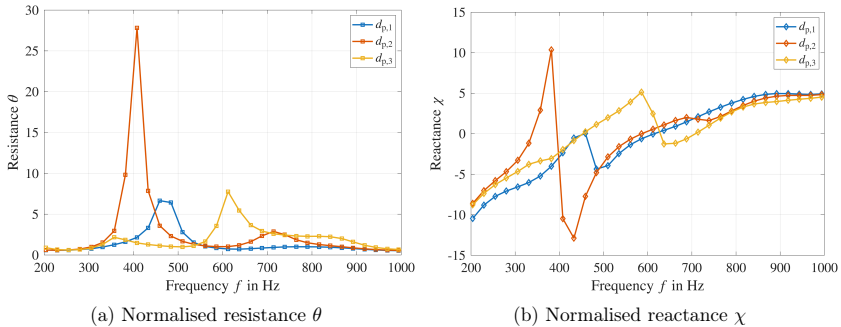 30
25
20
15
10
5
0
Resistance θ
200 300 400 500 600 700 800 900 1000
Frequency f in Hz
d_p,1
d_p,2
d_p,3
(a) Normalised resistance θ
15
10
5
0
-5
-10
-15
Reactance χ
200 300 400 500 600 700 800 900 1000
Frequency f in Hz
d_p,1
d_p,2
d_p,3
(b) Normalised reactance χ